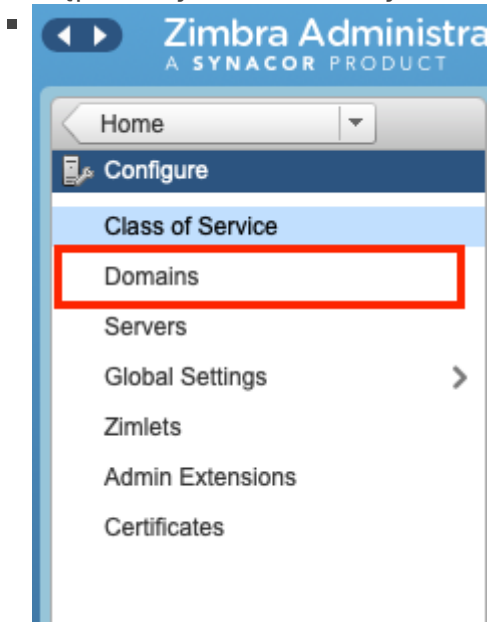 Zimbra Administra
A SYNACOR PRODUCT
Home
Configure
Class of Service
Domains
Servers
Global Settings
Zimlets
Admin Extensions
Certificates